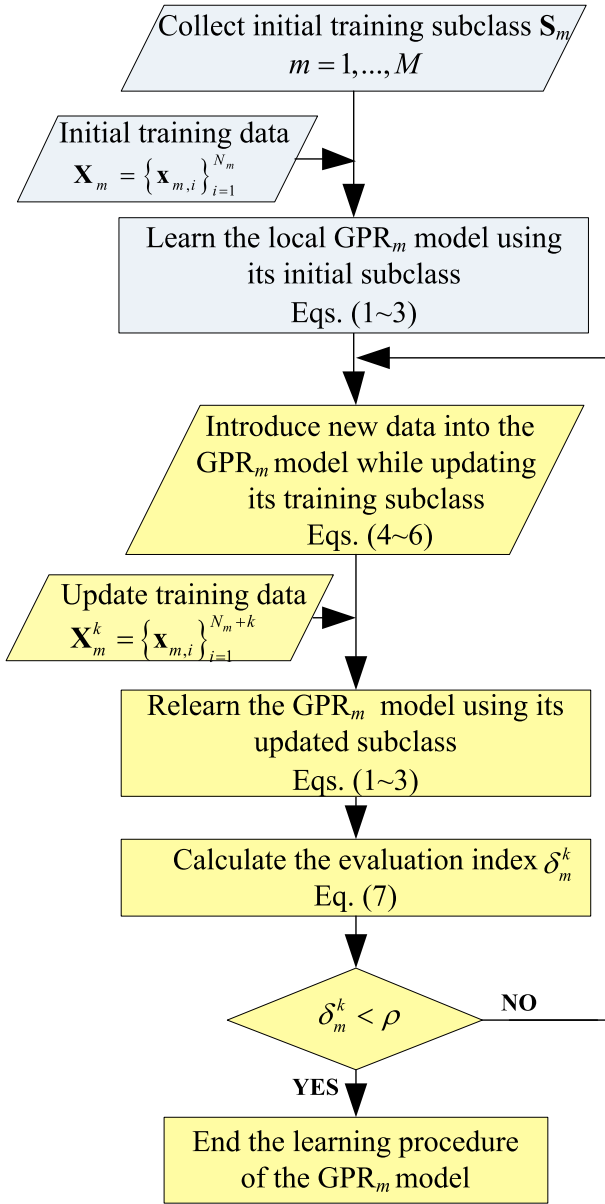 Collect initial training subclass S_m
m = 1,...,M
Initial training data
X_m = {x_{m,i}}_{i=1}^{N_m}
Learn the local GPR_m model using
its initial subclass
Eqs. (1~3)
Introduce new data into the
GPR_m model while updating
its training subclass
Eqs. (4~6)
Update training data
X_m^k = {x_{m,i}}_{i=1}^{N_m+k}
Relearn the GPR_m model using its
updated subclass
Eqs. (1~3)
Calculate the evaluation index δ_m^k
Eq. (7)
δ_m^k < ρ
NO
YES
End the learning procedure
of the GPR_m model